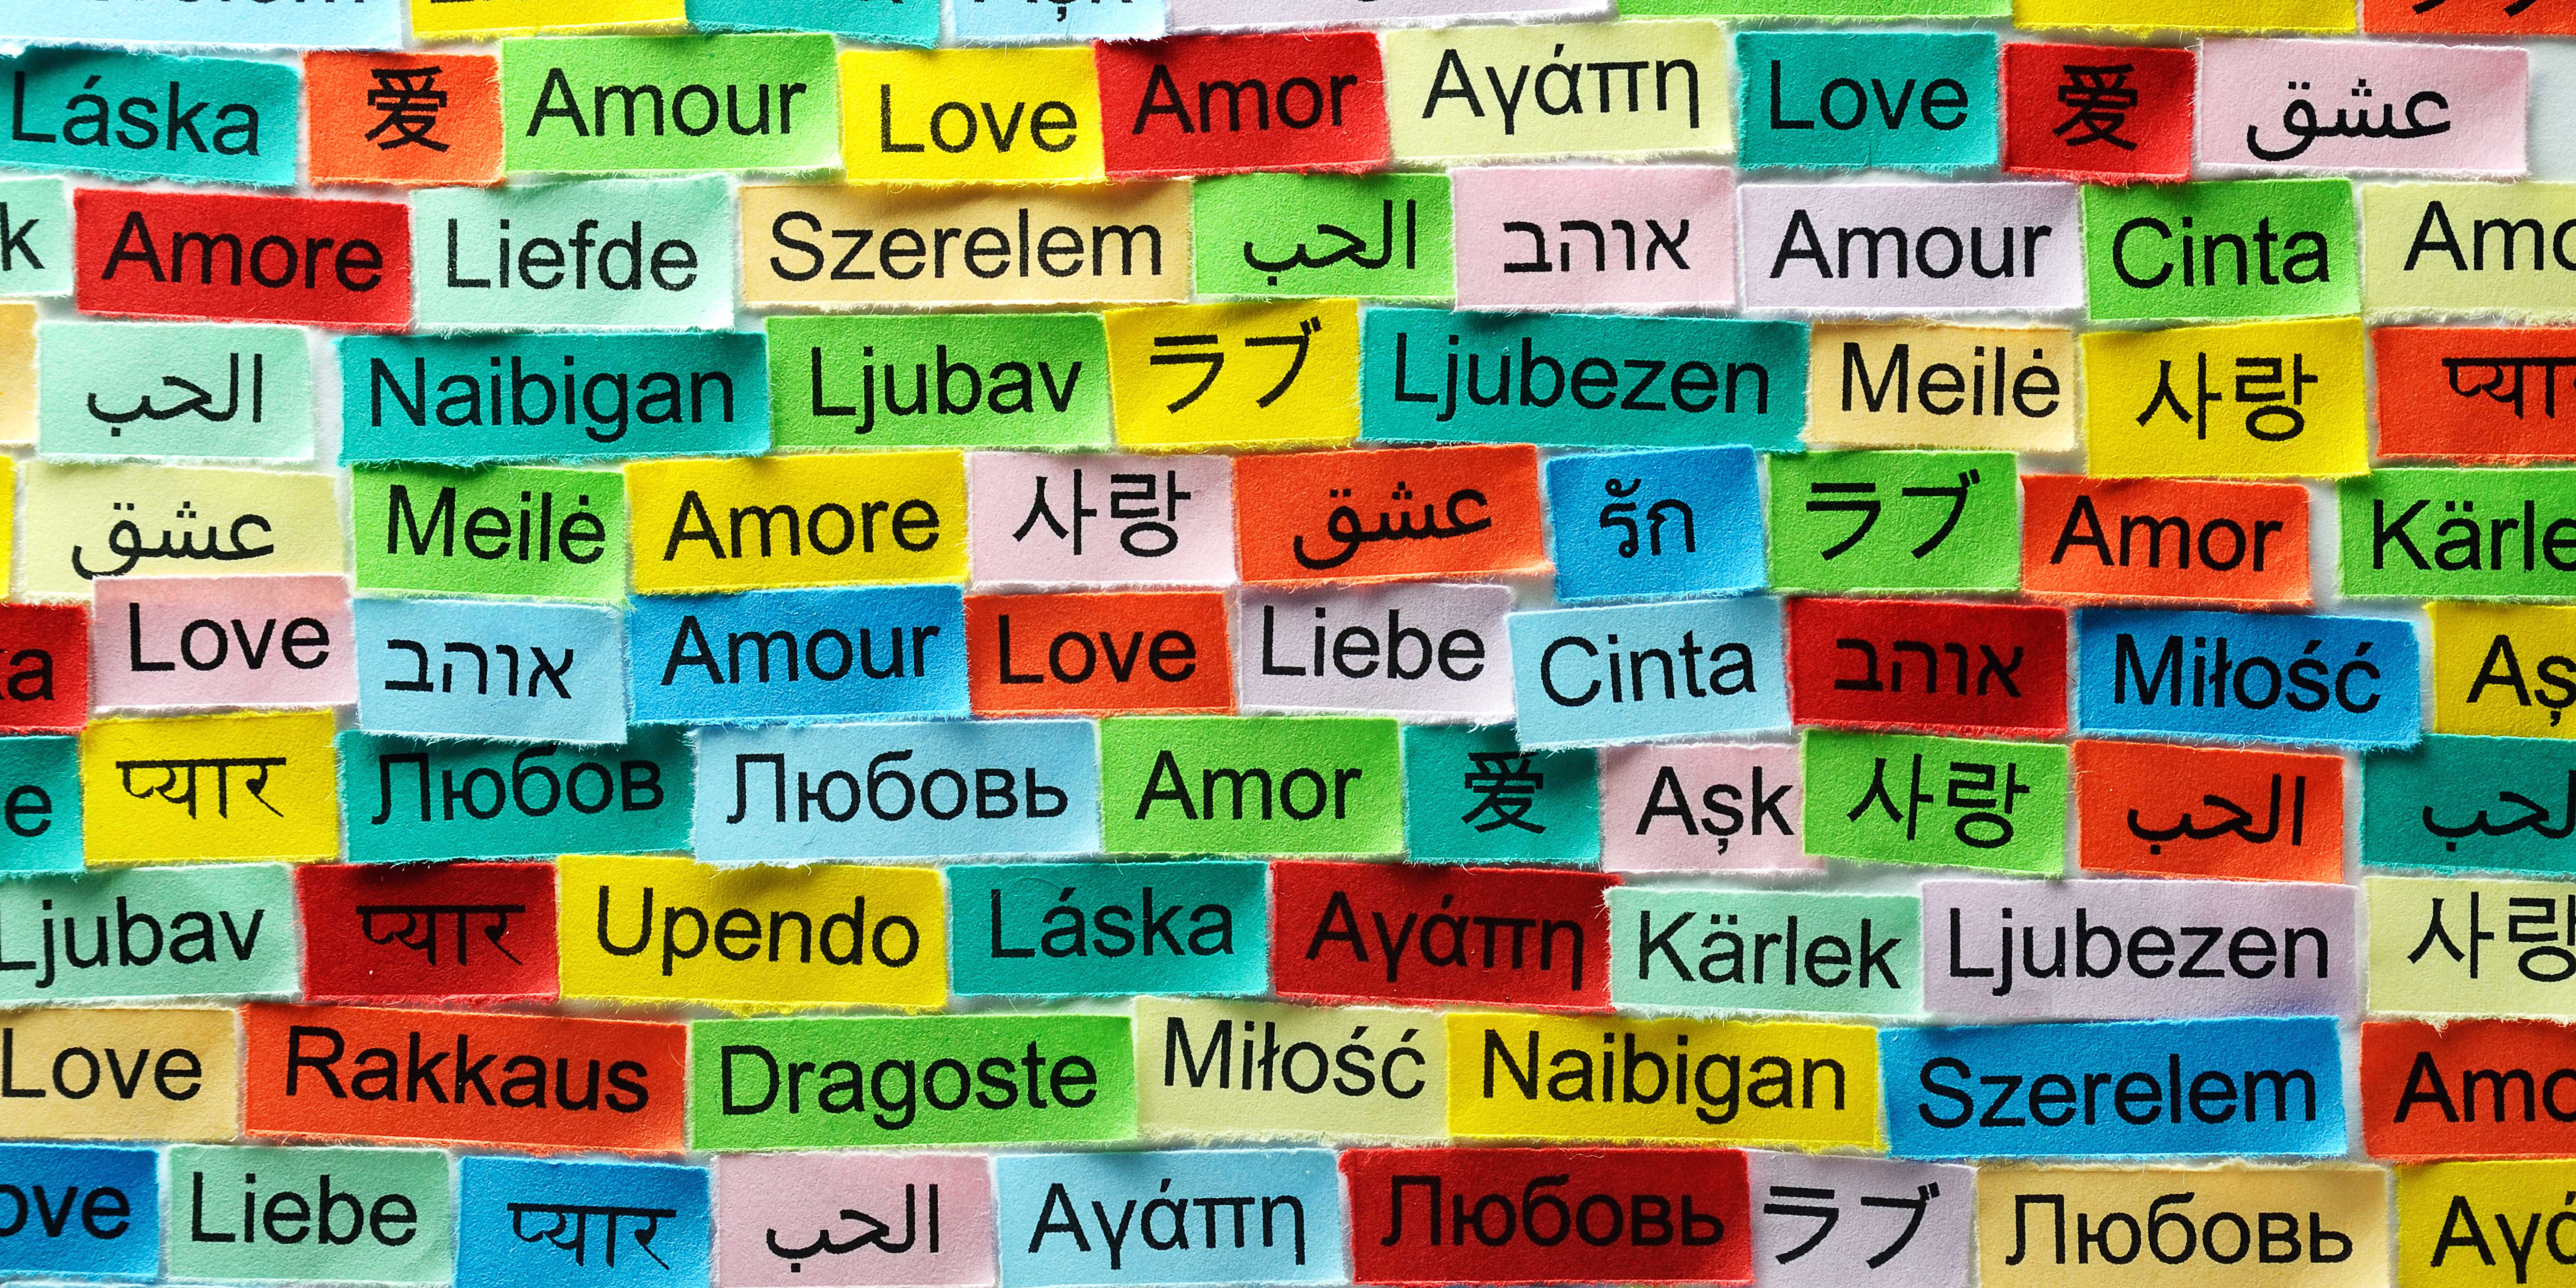 Láska 爱 Amour Love Amor Αγάπη Love 爱 عشق
Amore Liefde Szerelem الحب אוהב Amour Cinta
الحب Naibigan Ljubav ラブ Ljubezen Meilė 사랑 प्यार
عشق Meilė Amore 사랑 عشق รัก ラブ Amor Kärle
Love אוהב Amour Love Liebe Cinta אוהב Miłość Aş
प्यार Любов Любовь Amor 爱 Aşk 사랑 الحب لحب
Ljubav प्यार Upendo Láska Αγάπη Kärlek Ljubezen 사랑
Love Rakkaus Dragoste Miłość Naibigan Szerelem Amo
ove Liebe प्यार الحب Αγάπη Любовь ラブ Любовь Αγά